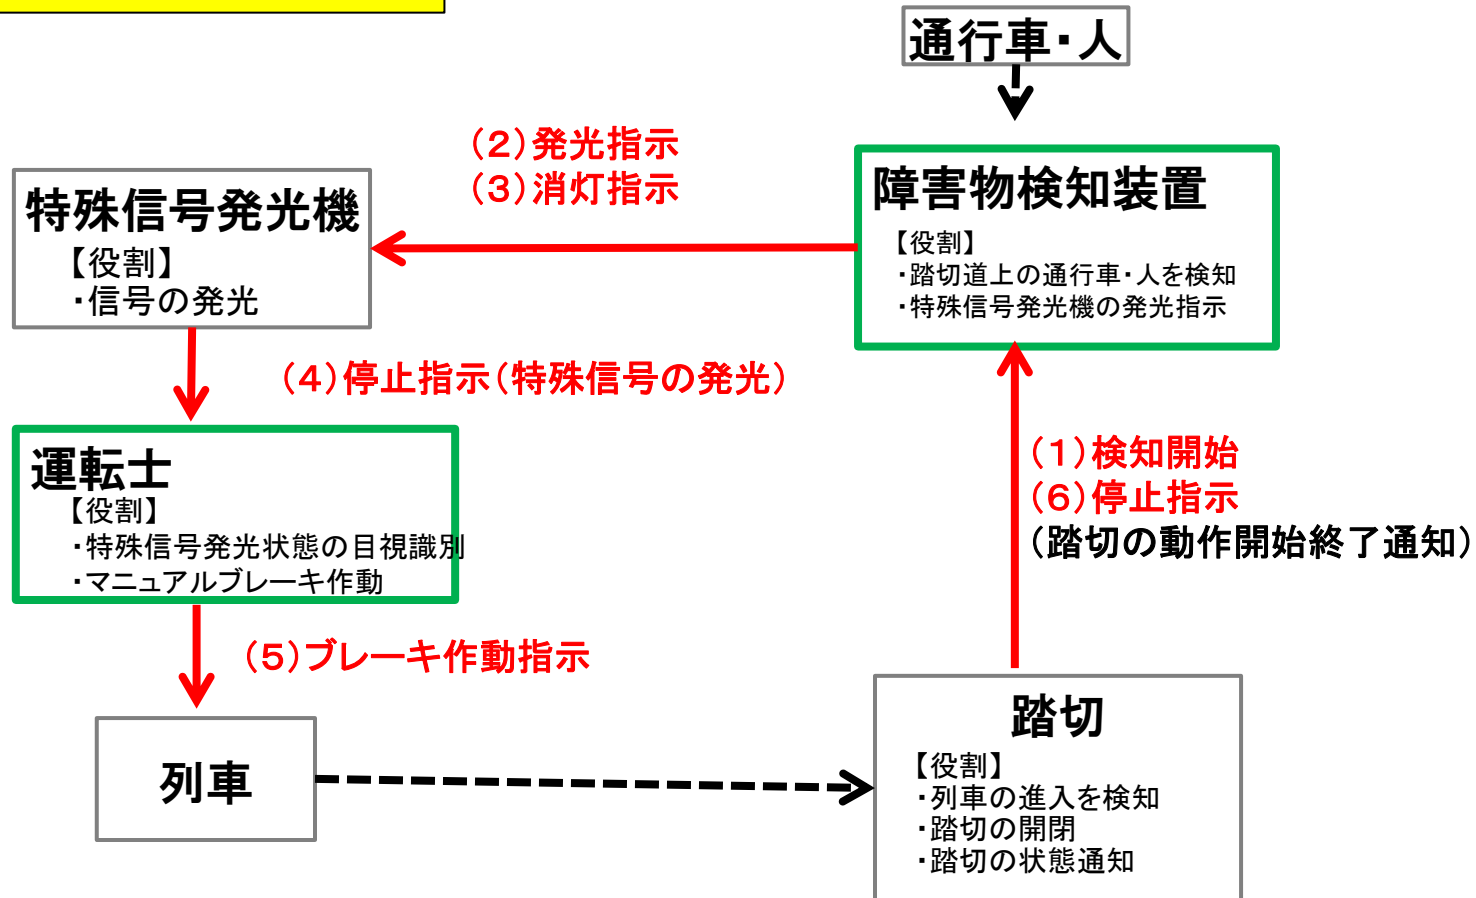 通行車・人
(2)発光指示
(3)消灯指示
障害物検知装置
【役割】
・踏切道上の通行車・人を検知
・特殊信号発光機の発光指示
特殊信号発光機
【役割】
・信号の発光
(4)停止指示(特殊信号の発光)
運転士
【役割】
・特殊信号発光状態の目視識別
・マニュアルブレーキ作動
(1)検知開始
(6)停止指示
(踏切の動作開始終了通知)
(5)ブレーキ作動指示
列車
踏切
【役割】
・列車の進入を検知
・踏切の開閉
・踏切の状態通知